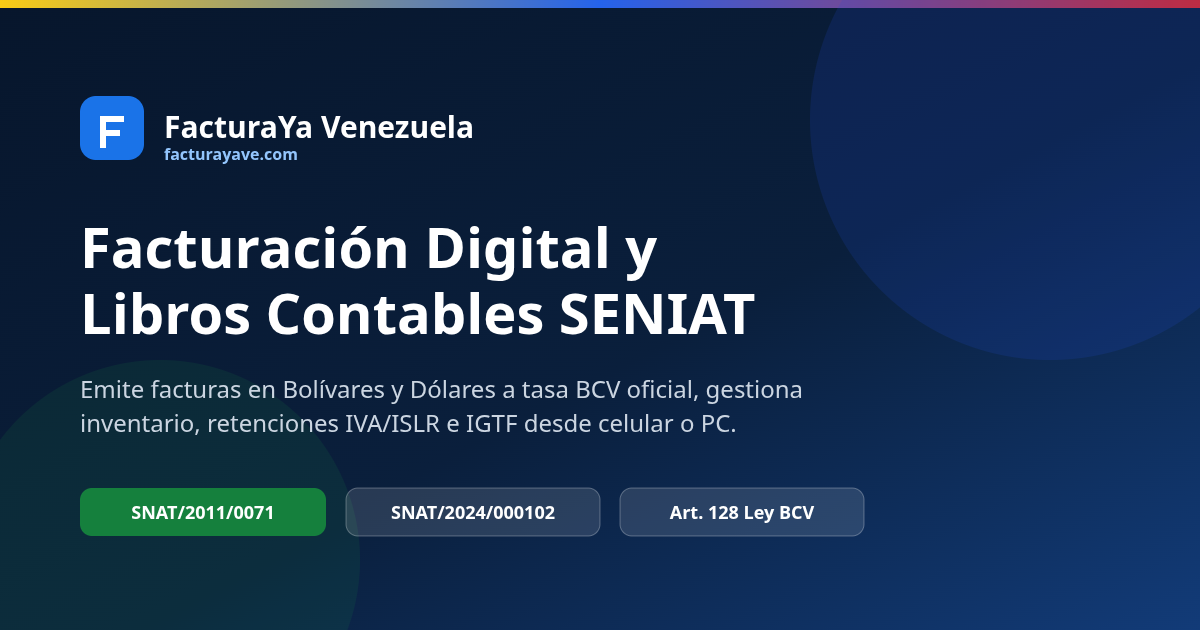 F
FacturaYa Venezuela
facturayave.com
Facturación Digital y
Libros Contables SENIAT
Emite facturas en Bolívares y Dólares a tasa BCV oficial, gestiona
inventario, retenciones IVA/ISLR e IGTF desde celular o PC.
SNAT/2011/0071
SNAT/2024/000102
Art. 128 Ley BCV